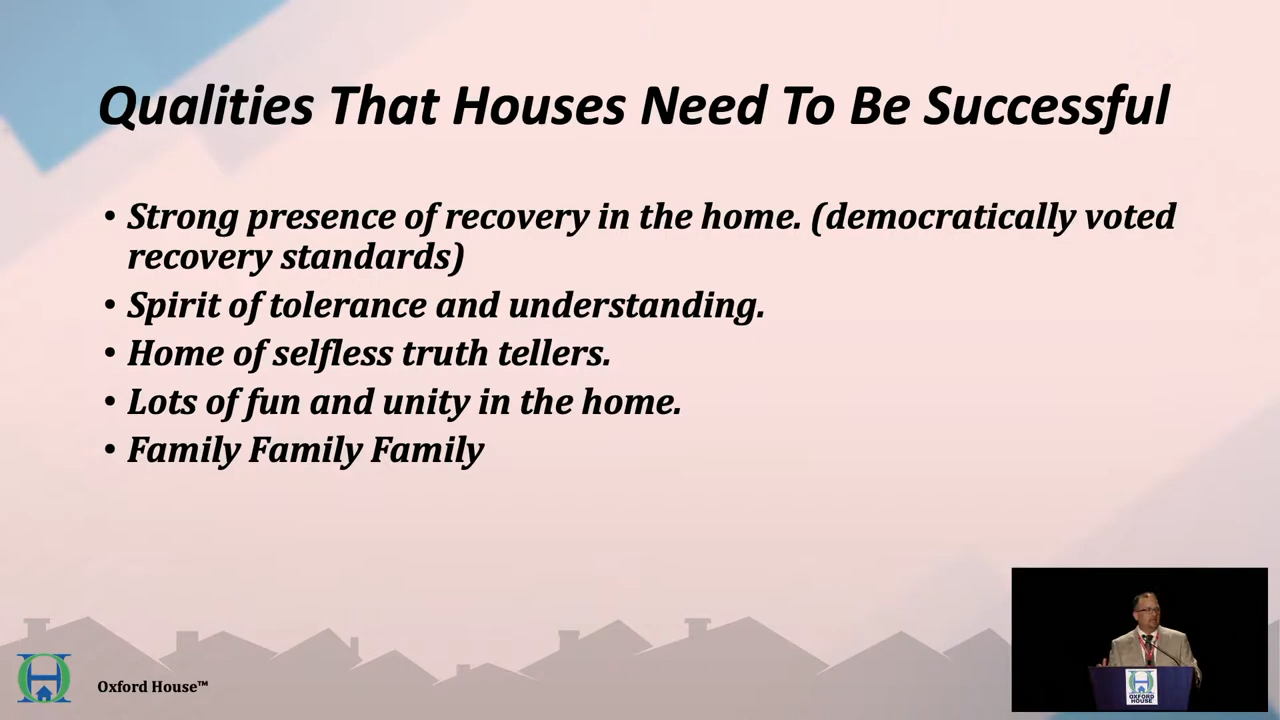 Qualities That Houses Need To Be Successful
• Strong presence of recovery in the home. (democratically voted
recovery standards)
• Spirit of tolerance and understanding.
• Home of selfless truth tellers.
• Lots of fun and unity in the home.
• Family Family Family
Oxford House™
OXFORD
HOUSE